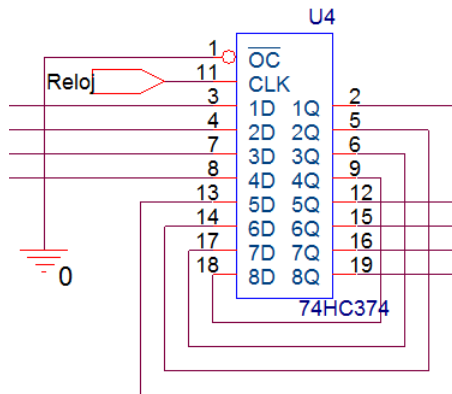 U4
1 OC
Reloj 11 CLK
3 1D 1Q 2
4 2D 2Q 5
7 3D 3Q 6
8 4D 4Q 9
13 5D 5Q 12
14 6D 6Q 15
17 7D 7Q 16
18 8D 8Q 19
0
74HC374